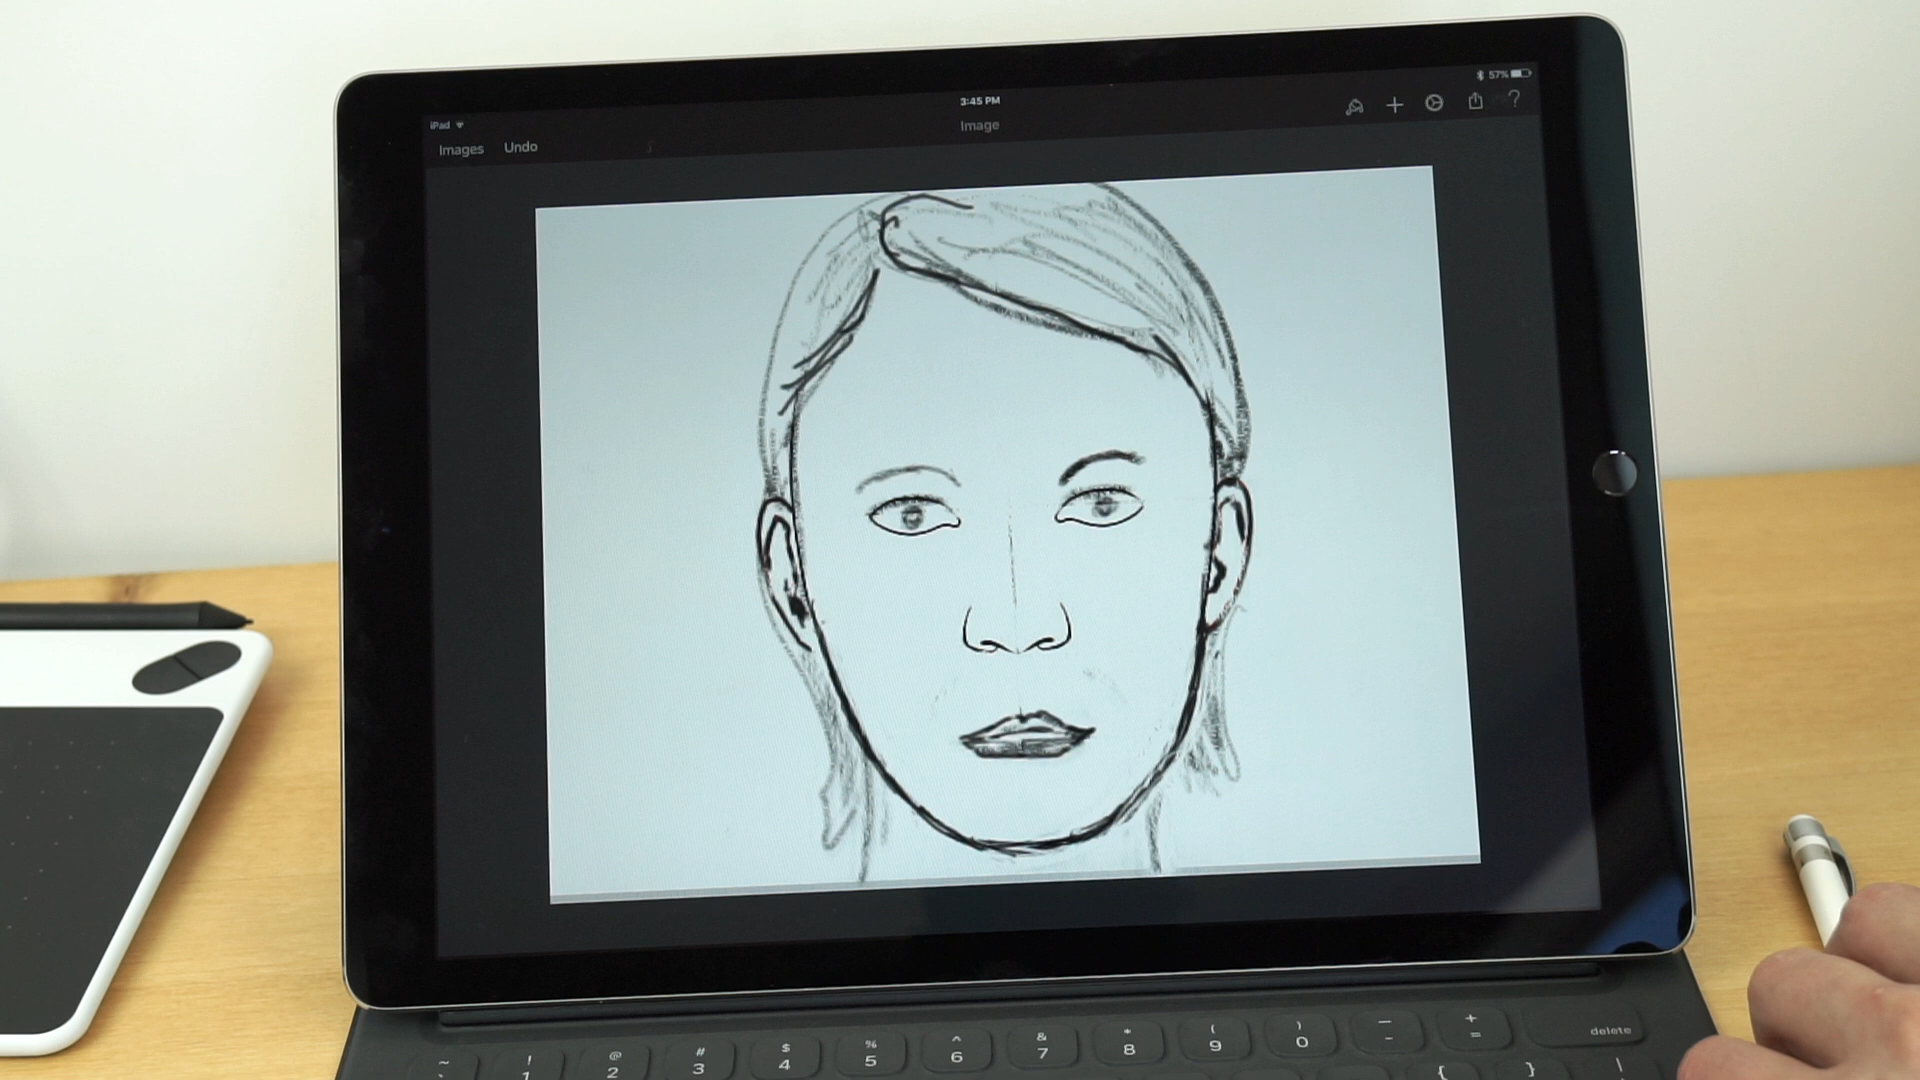 3:45 PM
57%
iPad
Image
?
Images
Undo
~ ! @ # $ % ^ & * ( ) — +
` 1 2 3 4 5 6 7 8 9 0 - = delete
{ } |